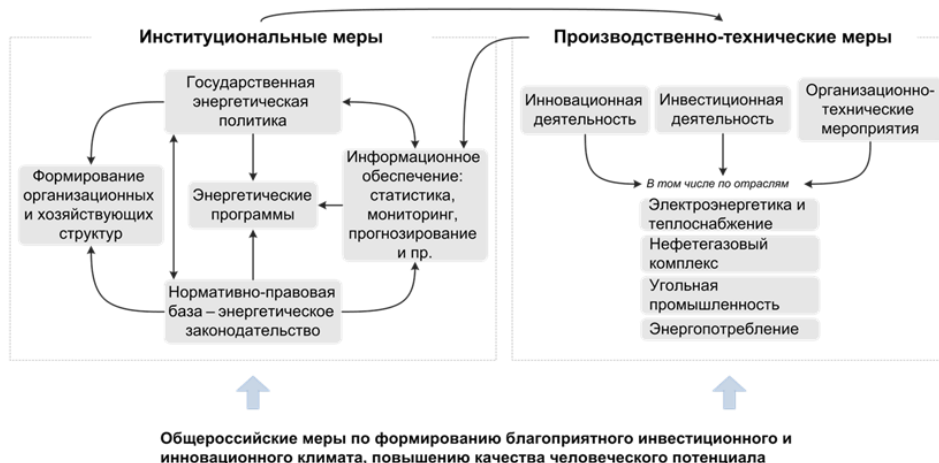 Институциональные меры
Государственная
энергетическая
политика
Формирование
организационных
и хозяйствующих
структур
Энергетические
программы
Информационное
обеспечение:
статистика,
мониторинг,
прогнозирование
и пр.
Нормативно-правовая
база – энергетическое
законодательство
Производственно-технические меры
Инновационная
деятельность
Инвестиционная
деятельность
Организационно-
технические
мероприятия
В том числе по отраслям
Электроэнергетика и
теплоснабжение
Нефетегазовый
комплекс
Угольная
промышленность
Энергопотребление
Общероссийские меры по формированию благоприятного инвестиционного и
инновационного климата, повышению качества человеческого потенциала